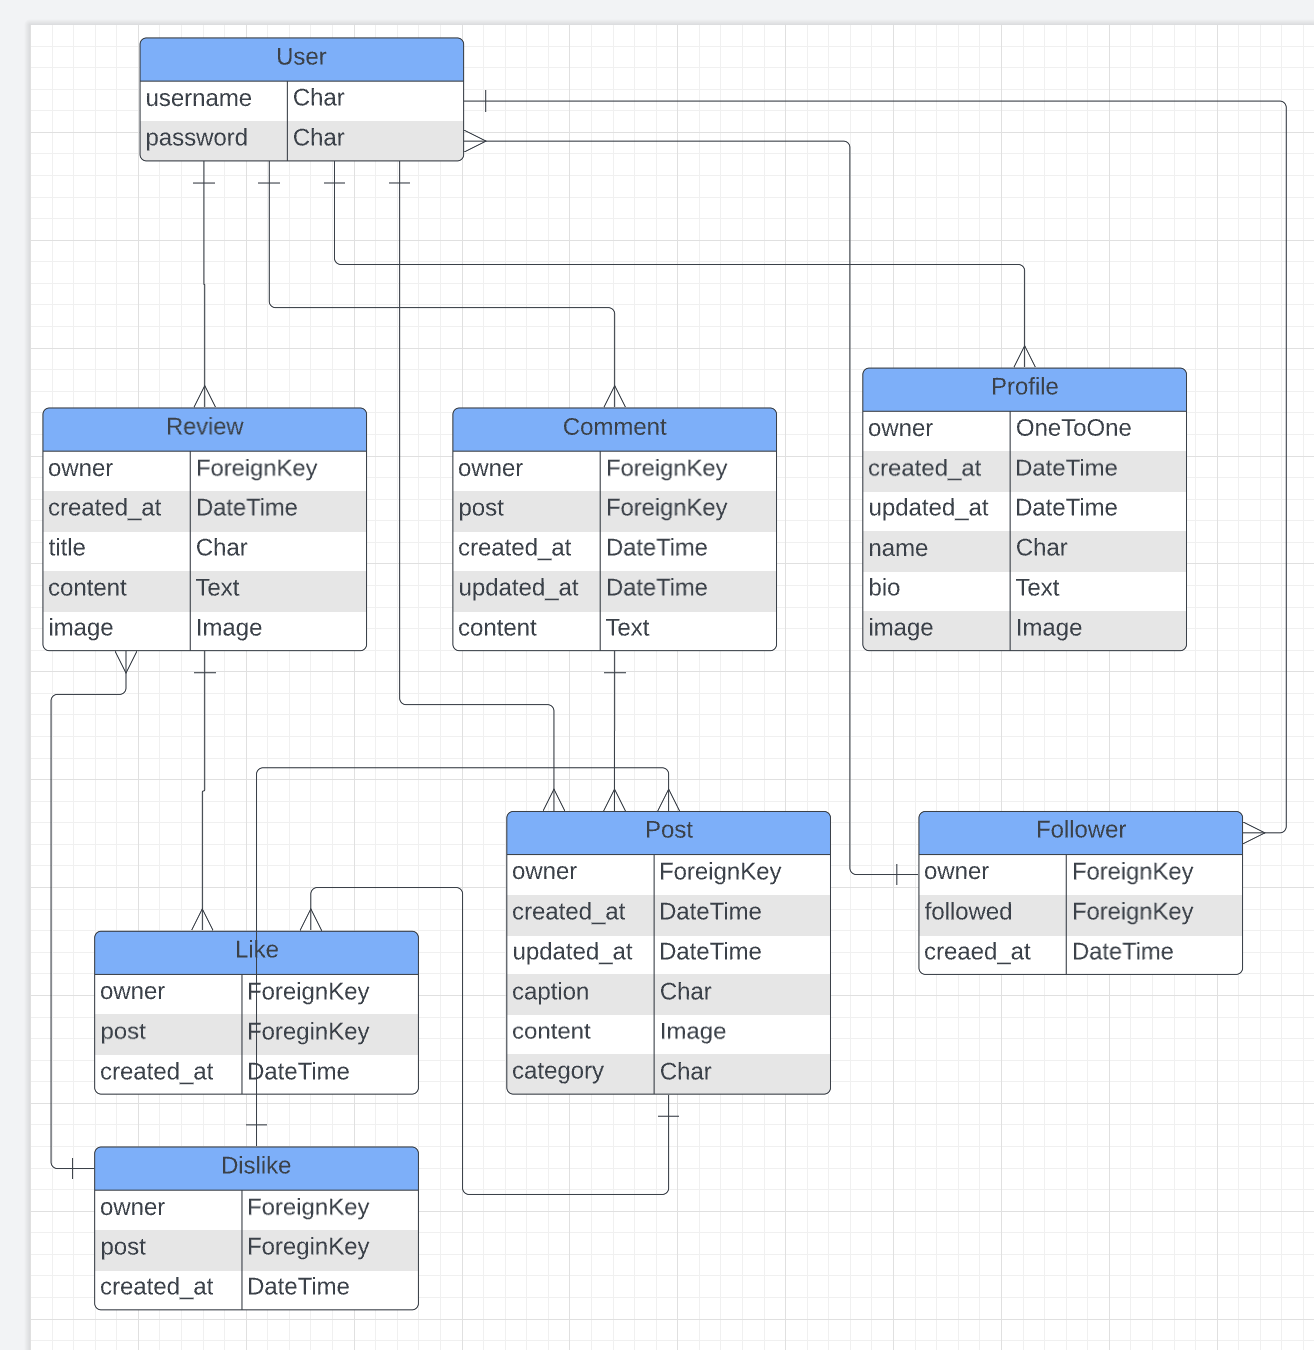 User
username Char
password Char
Profile
owner OneToOne
created_at DateTime
updated_at DateTime
name Char
bio Text
image Image
Review
owner ForeignKey
created_at DateTime
title Char
content Text
image Image
Comment
owner ForeignKey
post ForeignKey
created_at DateTime
updated_at DateTime
content Text
Post
owner ForeignKey
created_at DateTime
updated_at DateTime
caption Char
content Image
category Char
Follower
owner ForeignKey
followed ForeignKey
creaed_at DateTime
Like
owner ForeignKey
post ForeginKey
created_at DateTime
Dislike
owner ForeignKey
post ForeginKey
created_at DateTime